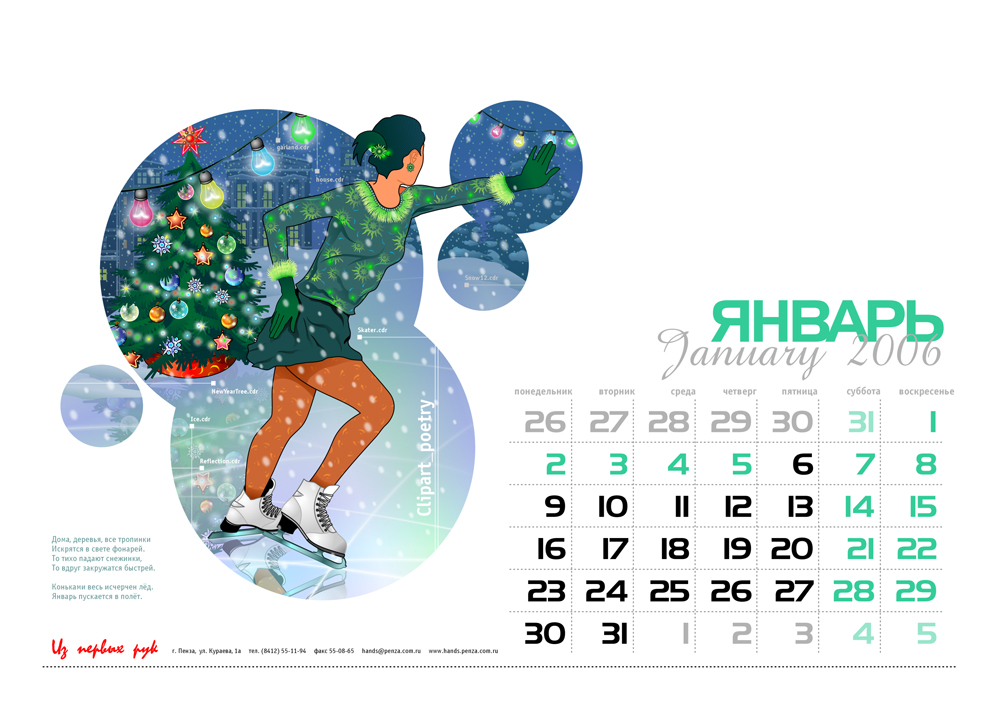 garland.cdr
house.cdr
Snow12.cdr
Skater.cdr
NewYearTree.cdr
Ice.cdr
Reflection.cdr
Clipart_poetry
ЯНВАРЬ
January 2006
понедельник вторник среда четверг пятница суббота воскресенье
26 27 28 29 30 31 1
2 3 4 5 6 7 8
9 10 11 12 13 14 15
16 17 18 19 20 21 22
23 24 25 26 27 28 29
30 31 1 2 3 4 5
Дома, деревья, все тропинки
Искрятся в свете фонарей.
То тихо падают снежинки,
То вдруг закружатся быстрей.
Коньками весь исчерчен лёд.
Январь пускается в полёт.
Из первых рук г. Пенза, ул. Кураева, 1а тел. (8412) 55-11-94 факс 55-08-65 hands@penza.com.ru www.hands.penza.com.ru